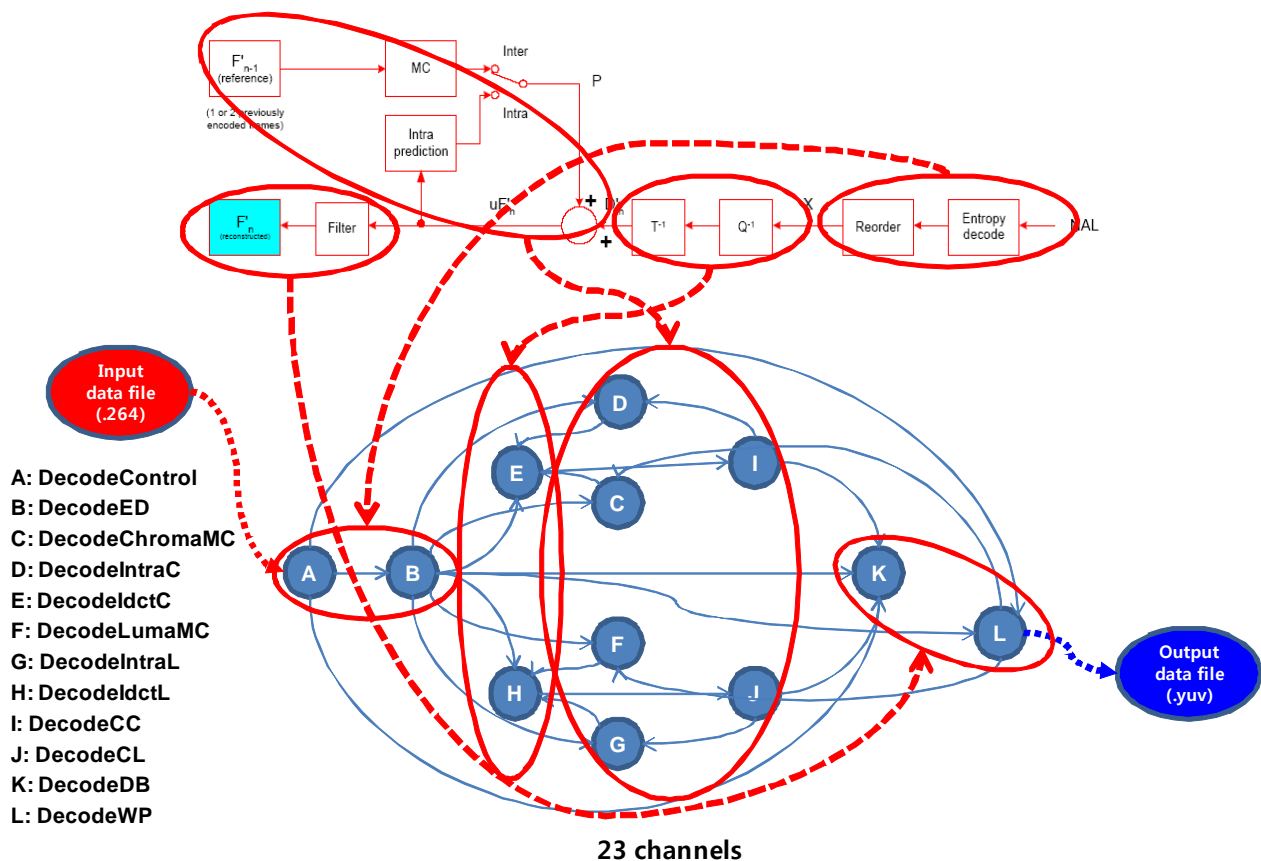 F'n-1
(reference)
(1 or 2 previously
encoded frames)
MC
Inter
Intra
P
Intra
prediction
F'n
(reconstructed)
Filter
uF'n
+
+
D'n
T-1
Q-1
X
Reorder
Entropy
decode
NAL
Input
data file
(.264)
A: DecodeControl
B: DecodeED
C: DecodeChromaMC
D: DecodeIntraC
E: DecodeIdctC
F: DecodeLumaMC
G: DecodeIntraL
H: DecodeIdctL
I: DecodeCC
J: DecodeCL
K: DecodeDB
L: DecodeWP
A
B
D
E
C
I
F
H
J
G
K
L
Output
data file
(.yuv)
23 channels